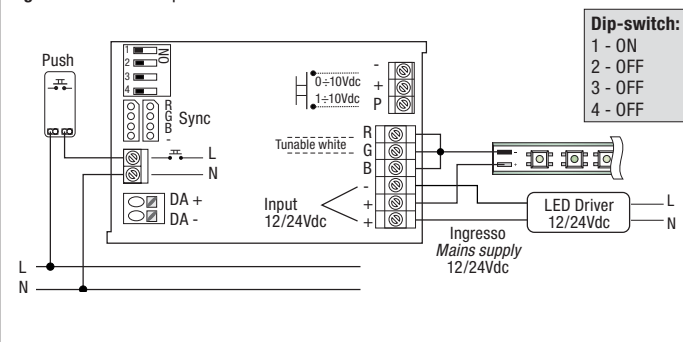 Dip-switch:
1 - ON
2 - OFF
3 - OFF
4 - OFF
Push
1
2
3
4
ON
R
G
B
-
Sync
L
N
DA +
DA -
0÷10Vdc
1÷10Vdc
-
+
P
Tunable white
R
G
B
-
+
+
Input
12/24Vdc
- 
+
LED Driver
12/24Vdc
L
N
Ingresso
Mains supply
12/24Vdc
L
N